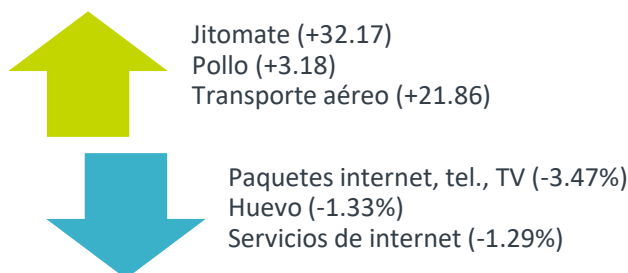 Jitomate (+32.17)
Pollo (+3.18)
Transporte aéreo (+21.86)
Paquetes internet, tel., TV (-3.47%)
Huevo (-1.33%)
Servicios de internet (-1.29%)